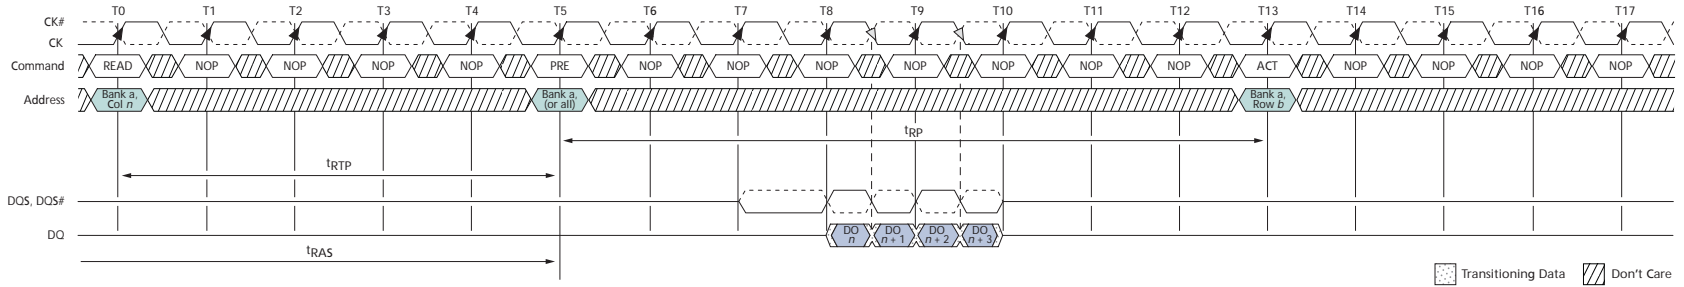 T0 T1 T2 T3 T4 T5 T6 T7 T8 T9 T10 T11 T12 T13 T14 T15 T16 T17
CK#
CK
Command READ NOP NOP NOP NOP PRE NOP NOP NOP NOP NOP NOP NOP ACT NOP NOP NOP NOP
Address Bank a, Col n Bank a, (or all) Bank a, Row b
tRP
tRTP
DQS, DQS#
DQ DO n DO n + 1 DO n + 2 DO n + 3
tRAS
Transitioning Data Don't Care